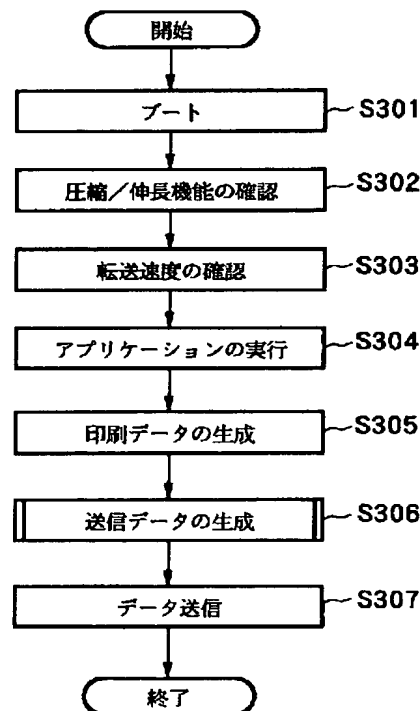 開始
ブート S301
圧縮/伸長機能の確認 S302
転送速度の確認 S303
アプリケーションの実行 S304
印刷データの生成 S305
送信データの生成 S306
データ送信 S307
終了